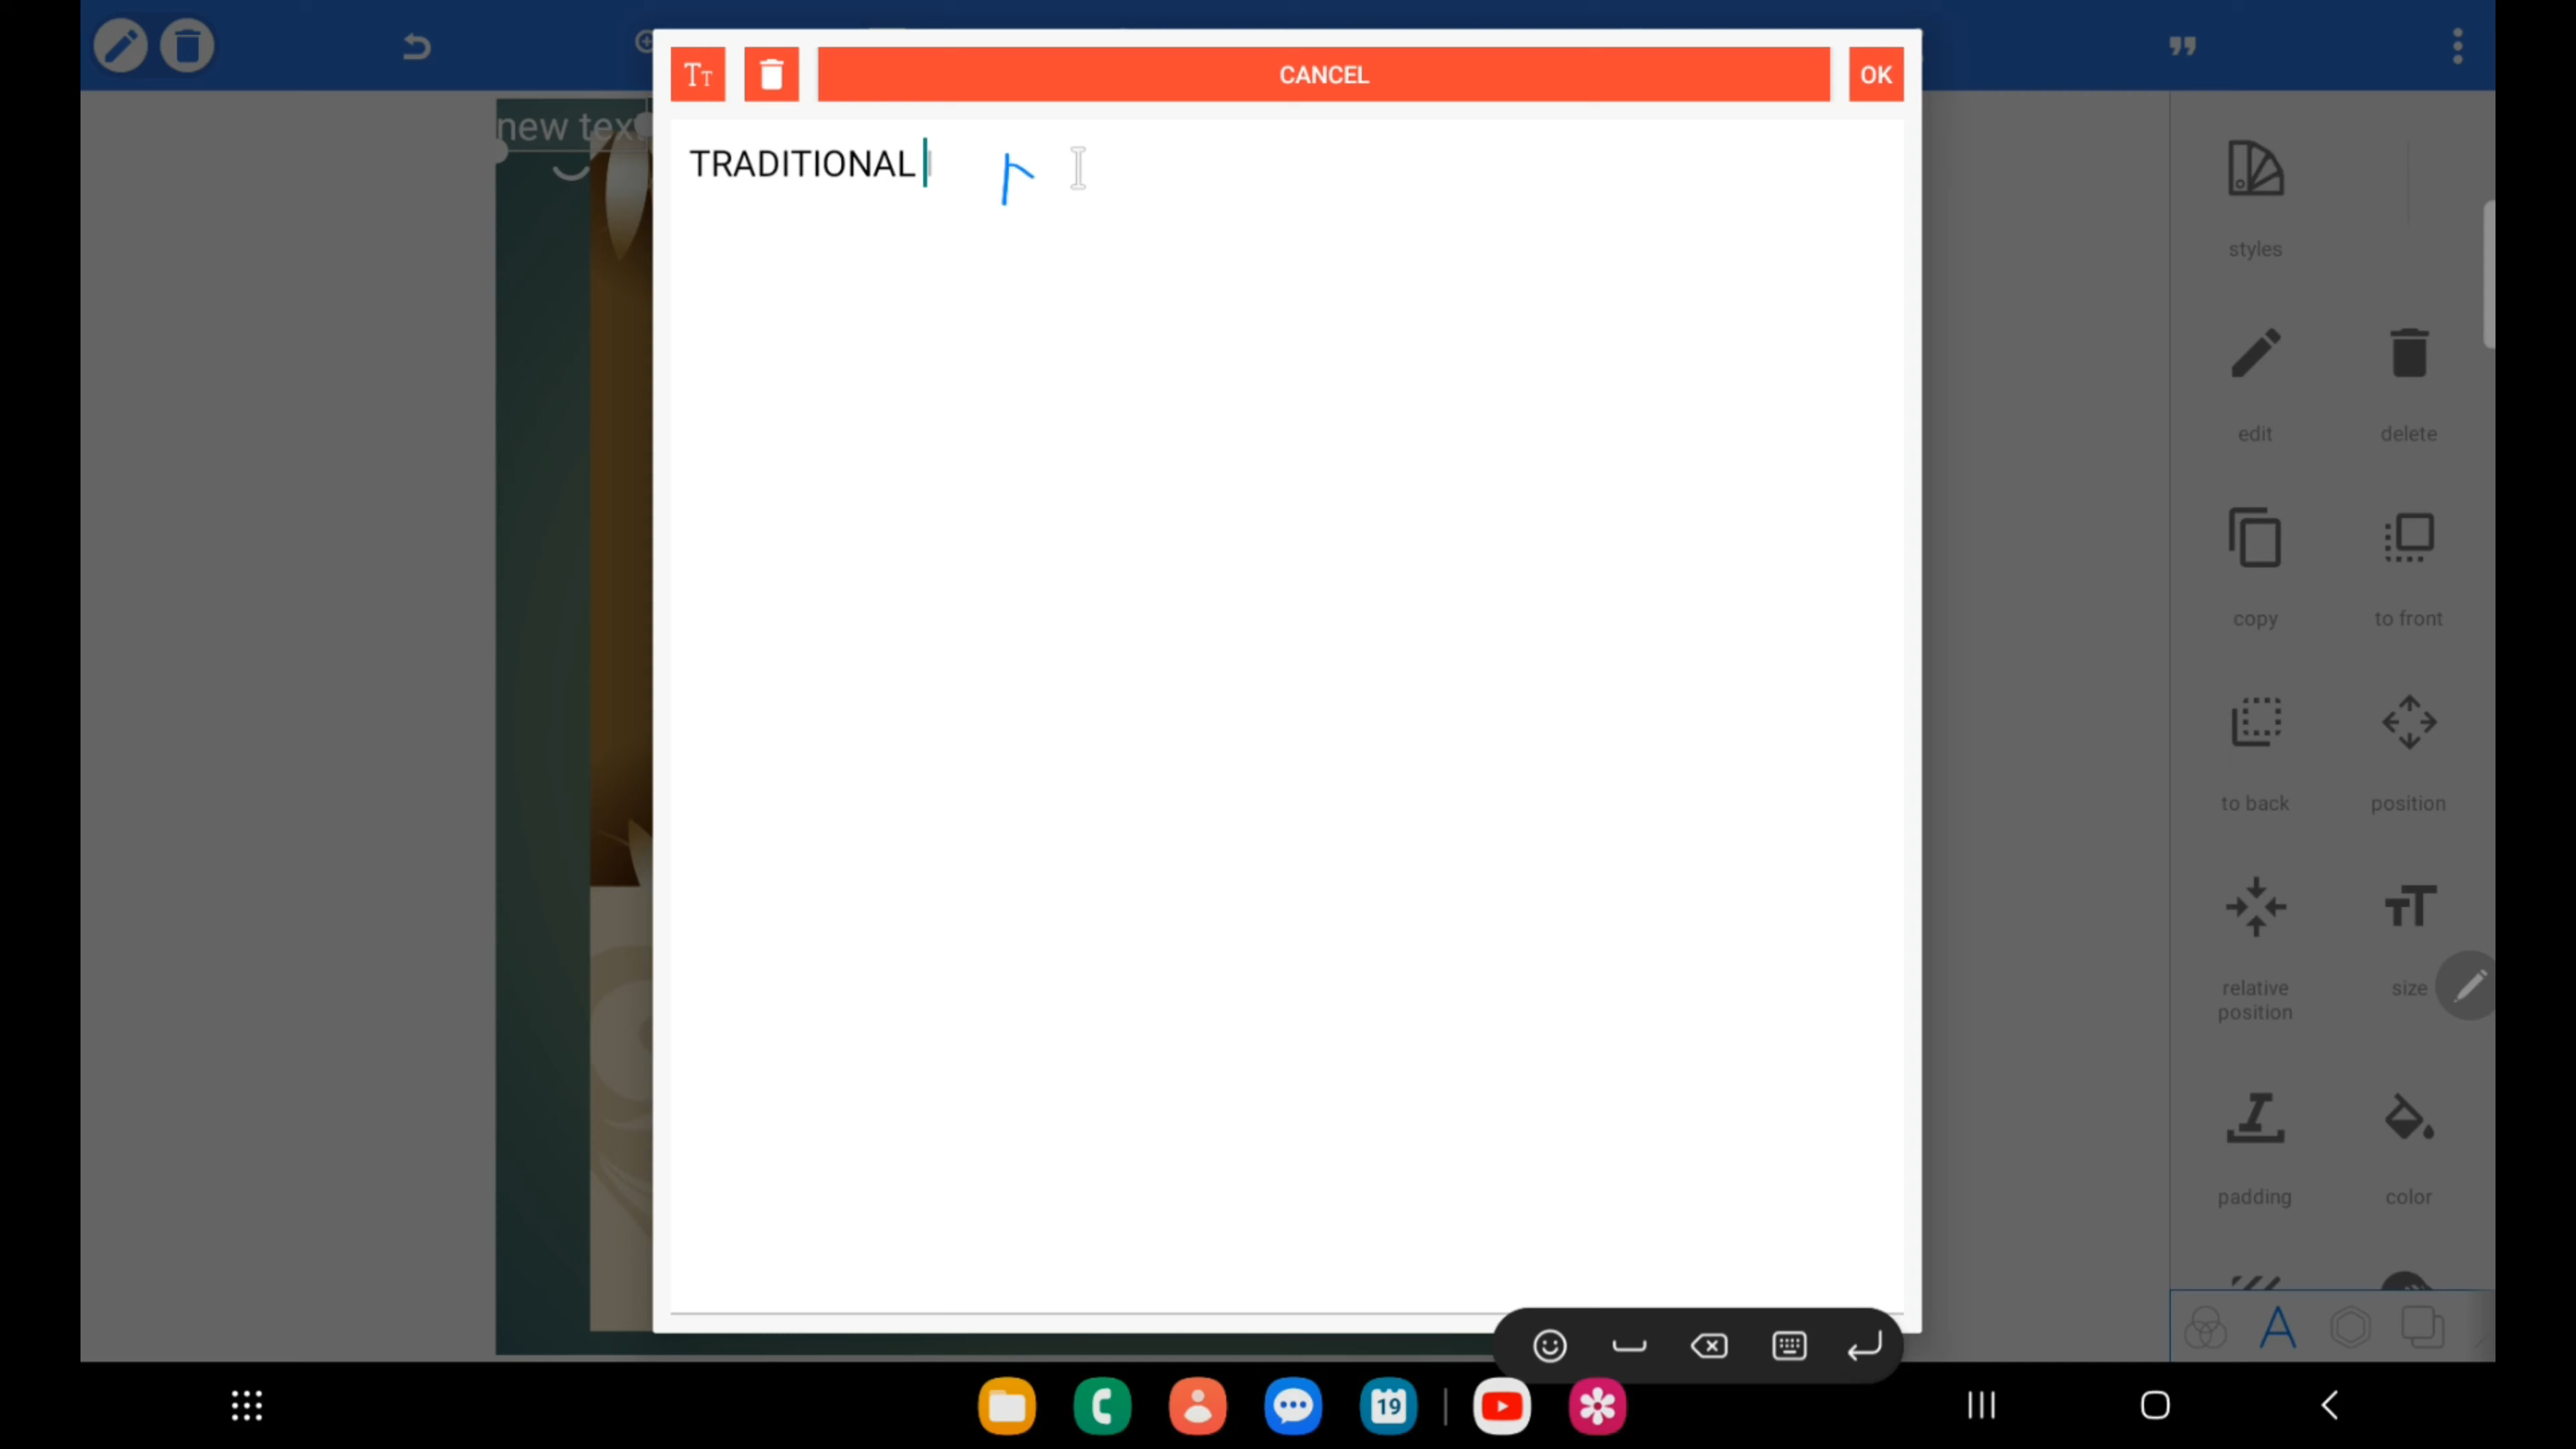 CANCEL
OK
new text
TRADITIONAL
styles
edit
delete
copy
to front
to back
position
relative position
size
padding
color
19